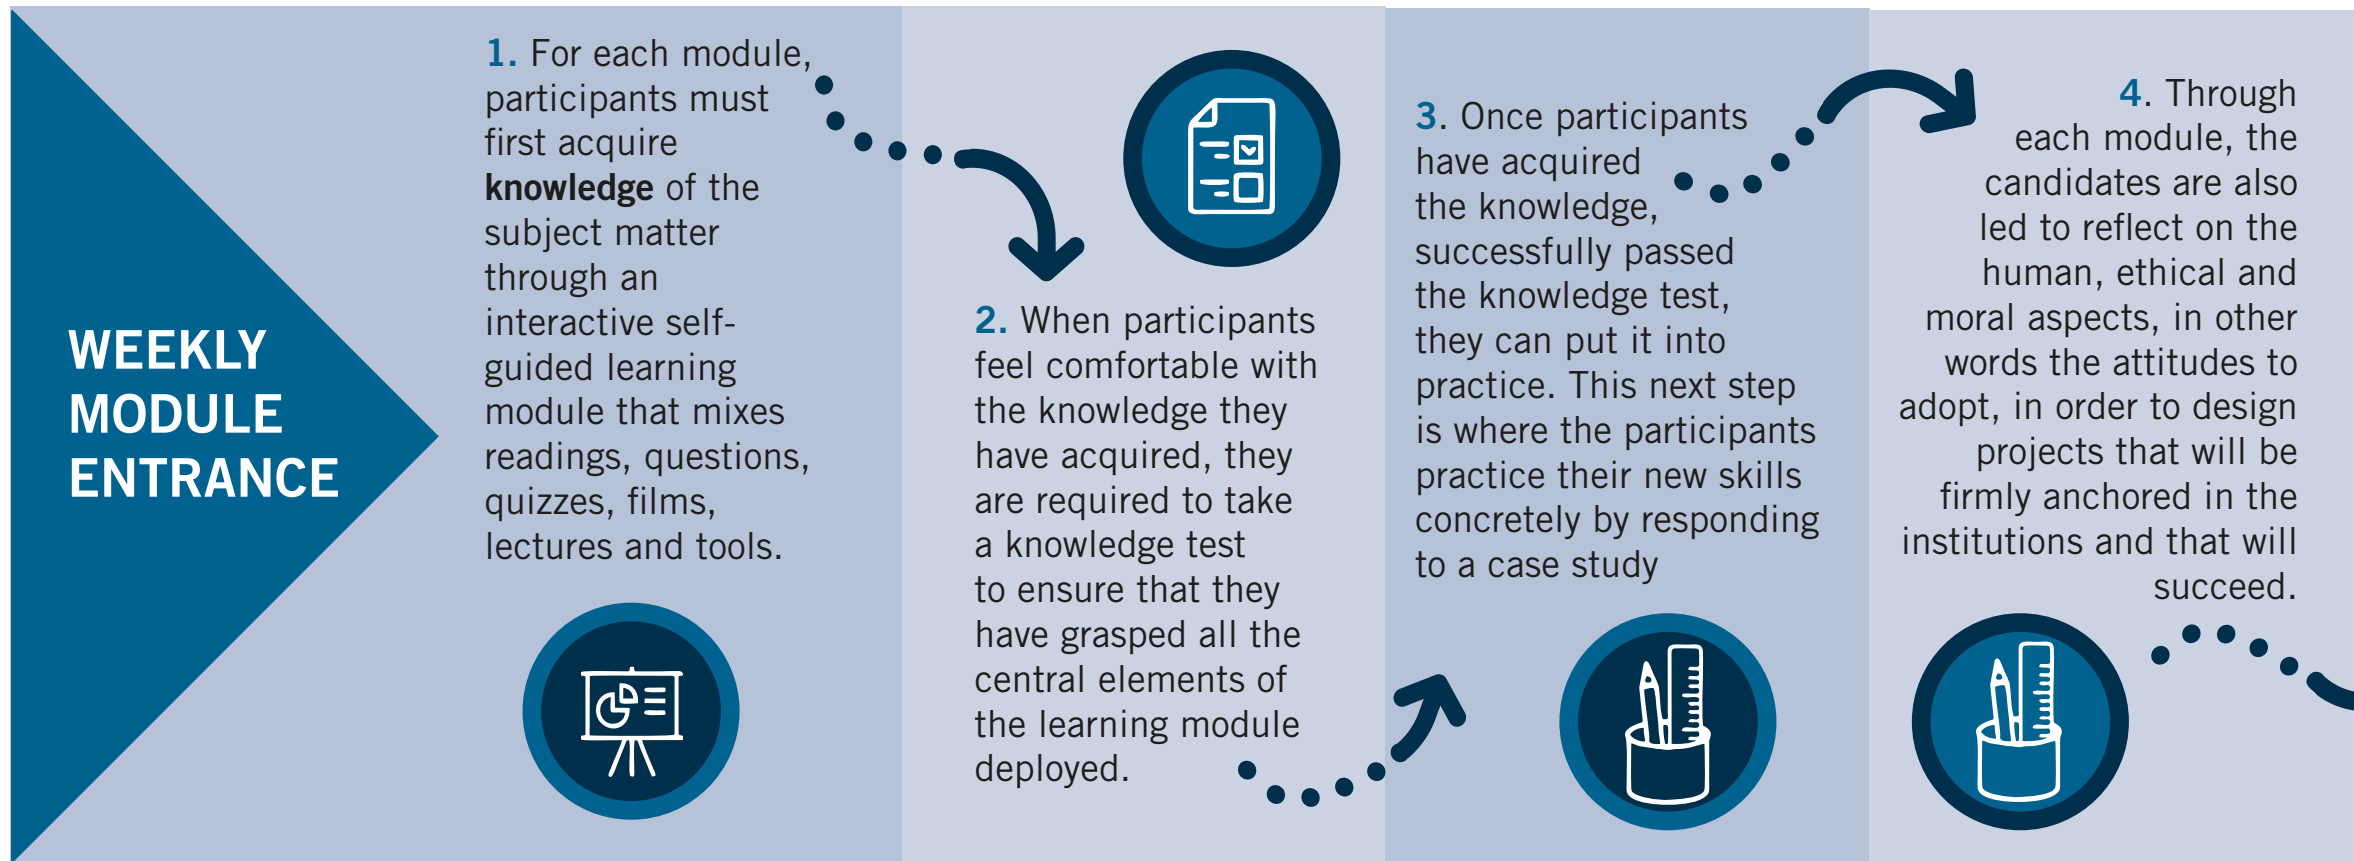 WEEKLY
MODULE
ENTRANCE
1. For each module,
participants must
first acquire
knowledge of the
subject matter
through an
interactive self-
guided learning
module that mixes
readings, questions,
quizzes, films,
lectures and tools.
2. When participants
feel comfortable with
the knowledge they
have acquired, they
are required to take
a knowledge test
to ensure that they
have grasped all the
central elements of
the learning module
deployed.
3. Once participants
have acquired
the knowledge,
successfully passed
the knowledge test,
they can put it into
practice. This next step
is where the participants
practice their new skills
concretely by responding
to a case study
4. Through
each module, the
candidates are also
led to reflect on the
human, ethical and
moral aspects, in other
words the attitudes to
adopt, in order to design
projects that will be
firmly anchored in the
institutions and that will
succeed.